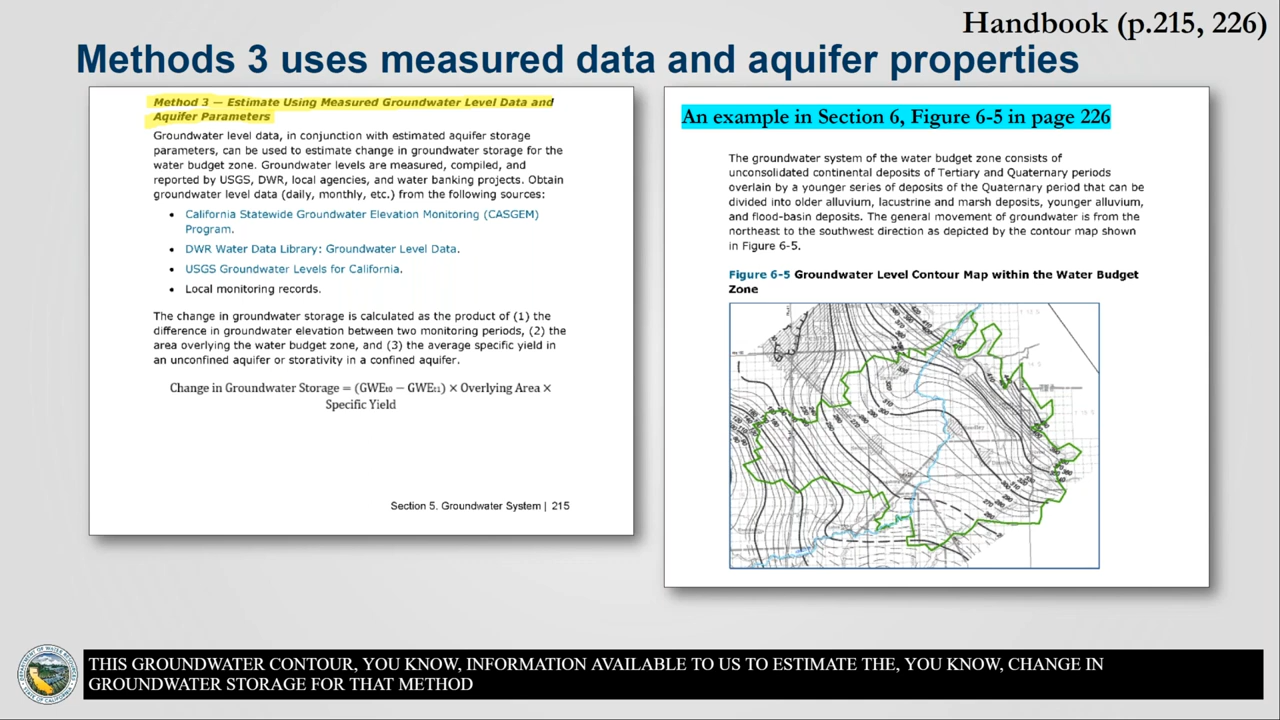 Handbook (p.215, 226)
Methods 3 uses measured data and aquifer properties
Method 3 — Estimate Using Measured Groundwater Level Data and
Aquifer Parameters
Groundwater level data, in conjunction with estimated aquifer storage
parameters, can be used to estimate change in groundwater storage for the
water budget zone. Groundwater levels are measured, compiled, and
reported by USGS, DWR, local agencies, and water banking projects. Obtain
groundwater level data (daily, monthly, etc.) from the following sources:
• California Statewide Groundwater Elevation Monitoring (CASGEM)
Program.
• DWR Water Data Library: Groundwater Level Data.
• USGS Groundwater Levels for California.
• Local monitoring records.
The change in groundwater storage is calculated as the product of (1) the
difference in groundwater elevation between two monitoring periods, (2) the
area overlying the water budget zone, and (3) the average specific yield in
an unconfined aquifer or storativity in a confined aquifer.
Change in Groundwater Storage = (GWEt0 − GWEt1) × Overlying Area ×
Specific Yield
Section 5. Groundwater System | 215
An example in Section 6, Figure 6-5 in page 226
The groundwater system of the water budget zone consists of
unconsolidated continental deposits of Tertiary and Quaternary periods
overlain by a younger series of deposits of the Quaternary period that can be
divided into older alluvium, lacustrine and marsh deposits, younger alluvium,
and flood-basin deposits. The general movement of groundwater is from the
northeast to the southwest direction as depicted by the contour map shown
in Figure 6-5.
Figure 6-5 Groundwater Level Contour Map within the Water Budget
Zone
THIS GROUNDWATER CONTOUR, YOU KNOW, INFORMATION AVAILABLE TO US TO ESTIMATE THE, YOU KNOW, CHANGE IN
GROUNDWATER STORAGE FOR THAT METHOD